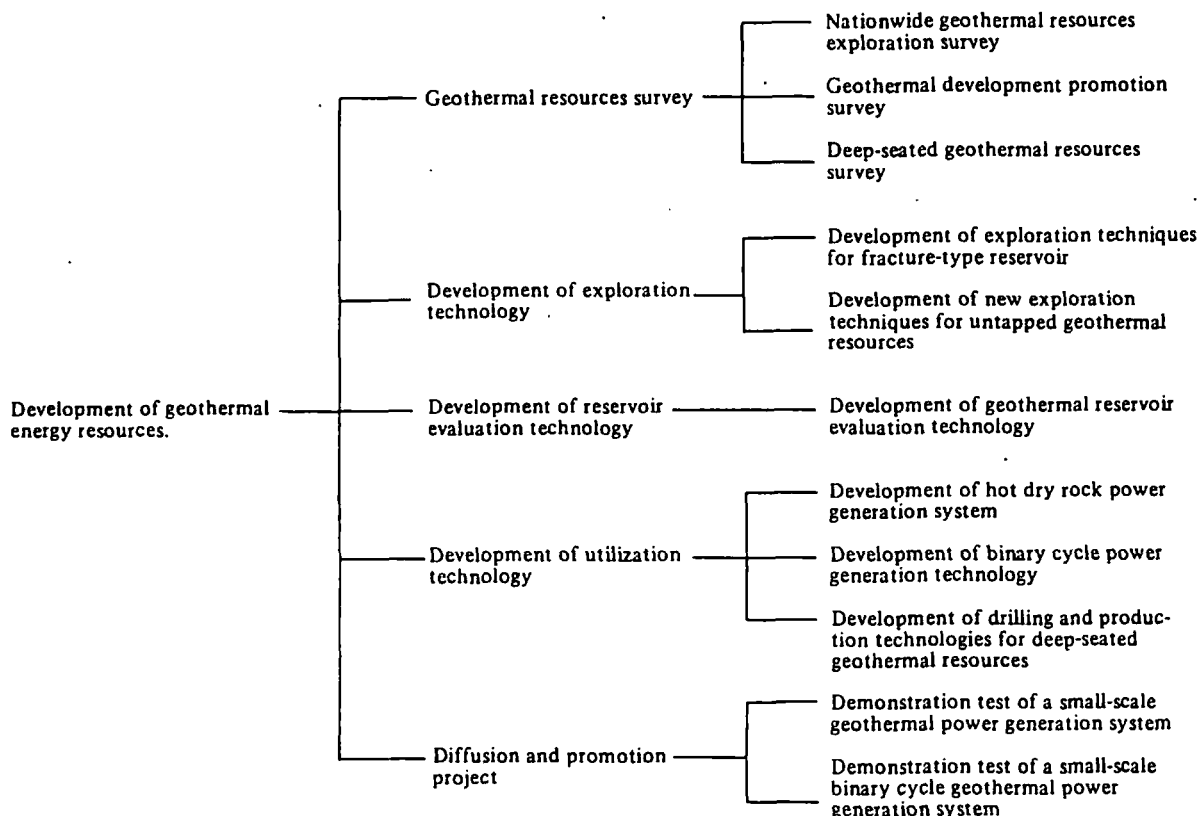 Development of geothermal
energy resources.
Geothermal resources survey
Nationwide geothermal resources
exploration survey
Geothermal development promotion
survey
Deep-seated geothermal resources
survey
Development of exploration
technology
Development of exploration techniques
for fracture-type reservoir
Development of new exploration
techniques for untapped geothermal
resources
Development of reservoir
evaluation technology
Development of geothermal reservoir
evaluation technology
Development of utilization
technology
Development of hot dry rock power
generation system
Development of binary cycle power
generation technology
Development of drilling and produc-
tion technologies for deep-seated
geothermal resources
Diffusion and promotion
project
Demonstration test of a small-scale
geothermal power generation system
Demonstration test of a small-scale
binary cycle geothermal power
generation system